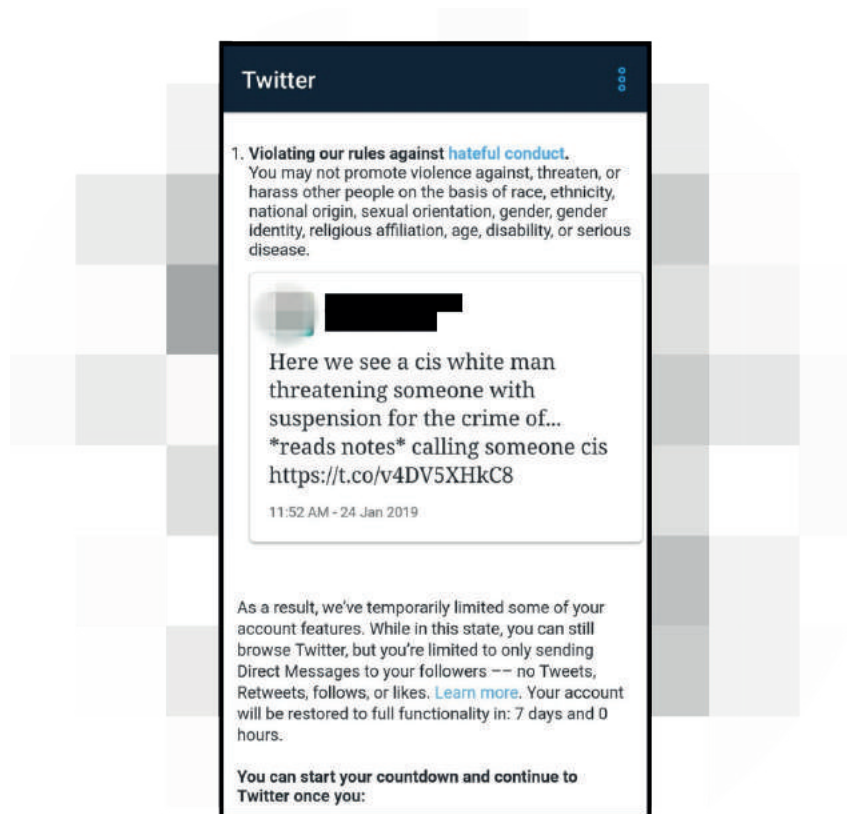 Twitter
1. Violating our rules against hateful conduct.
You may not promote violence against, threaten, or
harass other people on the basis of race, ethnicity,
national origin, sexual orientation, gender, gender
identity, religious affiliation, age, disability, or serious
disease.
Here we see a cis white man
threatening someone with
suspension for the crime of...
*reads notes* calling someone cis
https://t.co/v4DV5XHkC8
11:52 AM - 24 Jan 2019
As a result, we've temporarily limited some of your
account features. While in this state, you can still
browse Twitter, but you're limited to only sending
Direct Messages to your followers –– no Tweets,
Retweets, follows, or likes. Learn more. Your account
will be restored to full functionality in: 7 days and 0
hours.
You can start your countdown and continue to
Twitter once you: